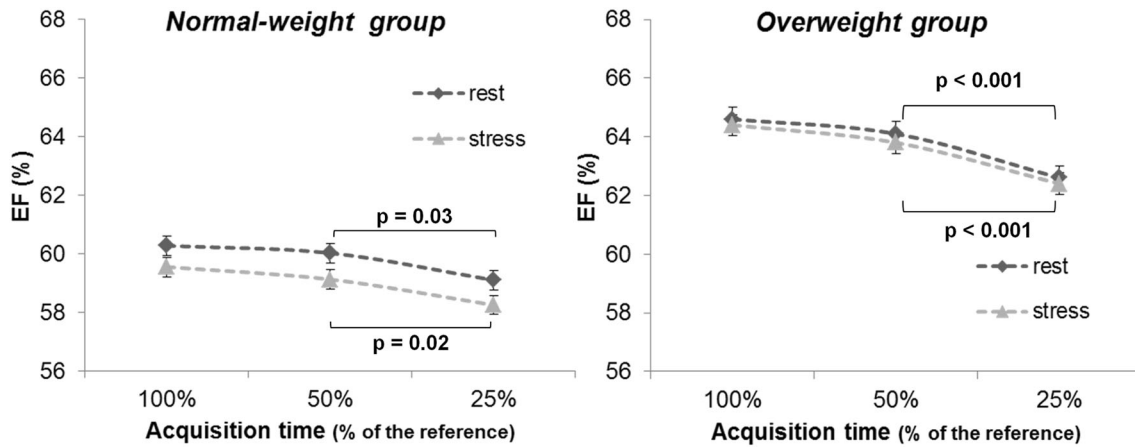 Normal-weight group
68
66
64
62
60
58
56
EF (%)
rest
stress
p = 0.03
p = 0.02
100%
50%
25%
Acquisition time (% of the reference)
Overweight group
68
66
64
62
60
58
56
EF (%)
p < 0.001
p < 0.001
rest
stress
100%
50%
25%
Acquisition time (% of the reference)